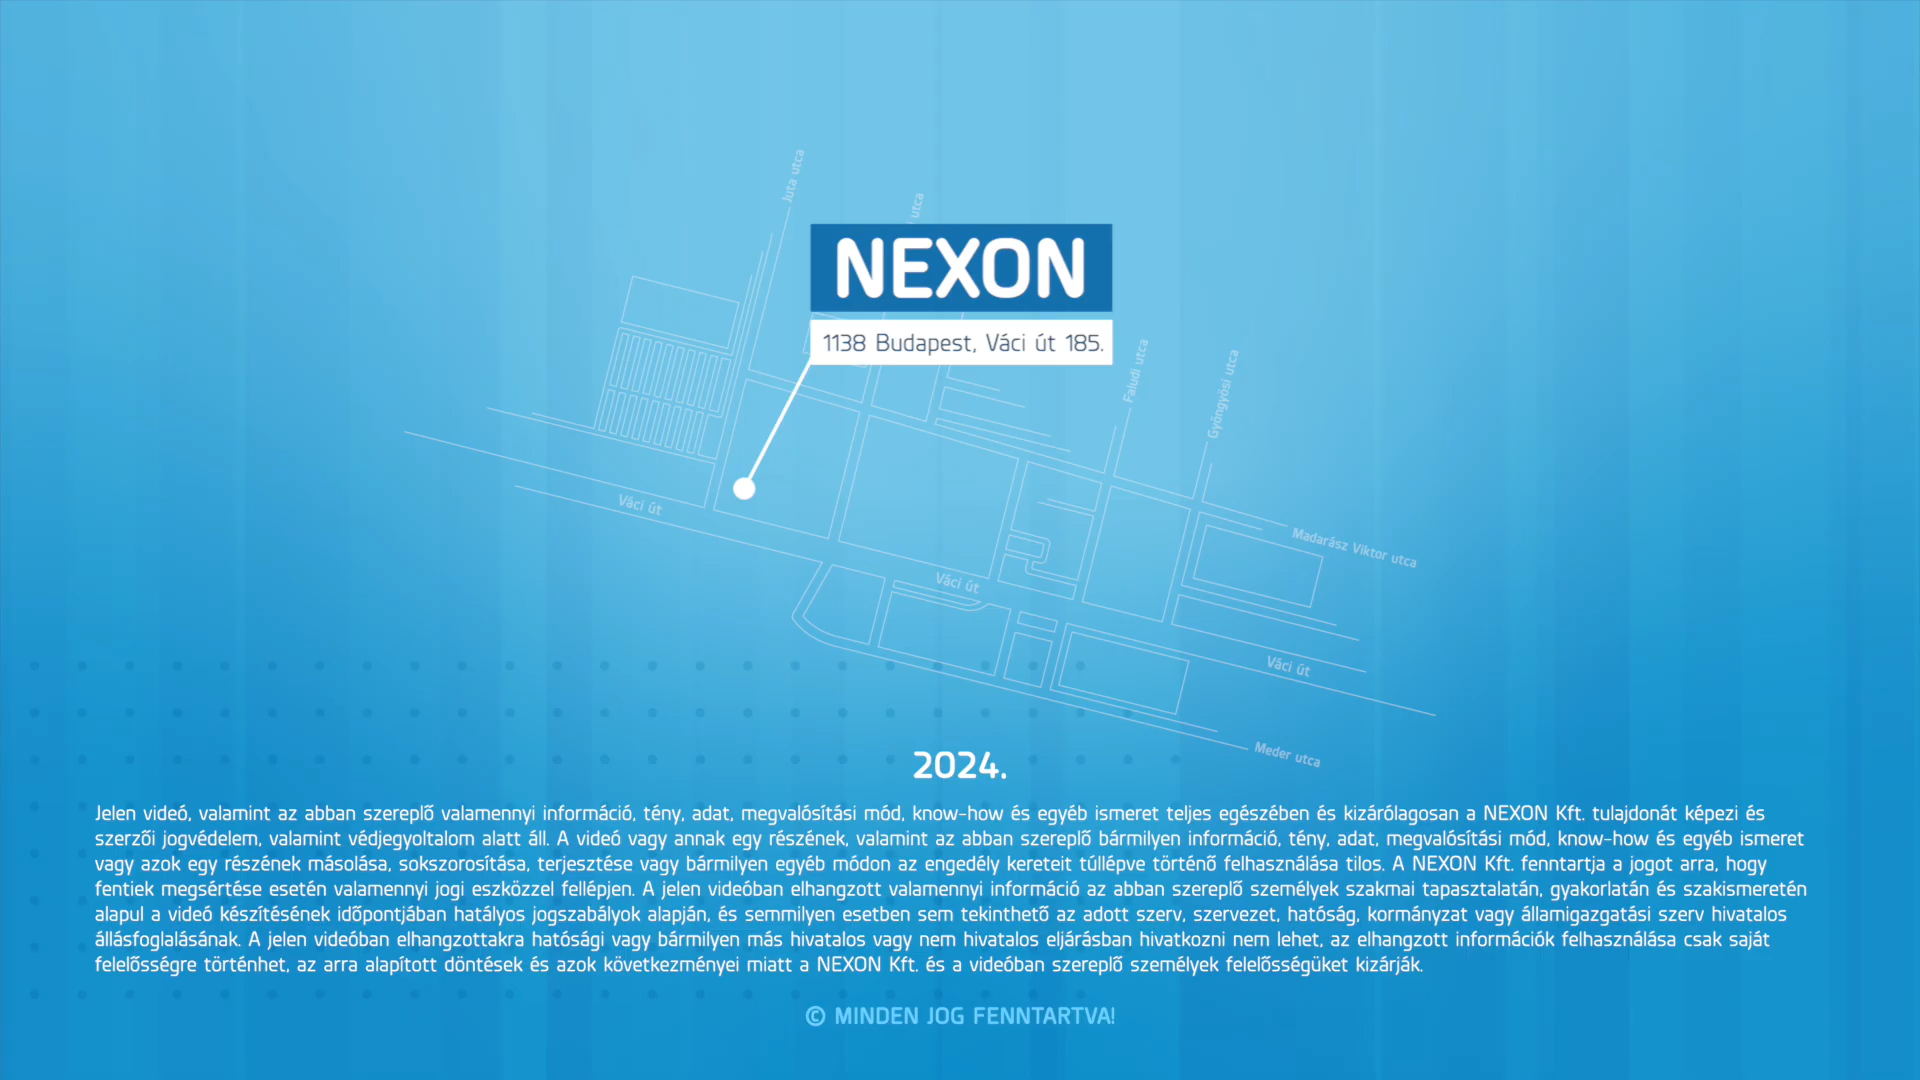 Juta utca
utca
NEXON
1138 Budapest, Váci út 185.
Faludi utca
Gyöngyösi utca
Váci út
Madarász Viktor utca
Váci út
Váci út
Meder utca
2024.
Jelen videó, valamint az abban szereplő valamennyi információ, tény, adat, megvalósítási mód, know-how és egyéb ismeret teljes egészében és kizárólagosan a NEXON Kft. tulajdonát képezi és
szerzői jogvédelem, valamint védjegyoltalom alatt áll. A videó vagy annak egy részének, valamint az abban szereplő bármilyen információ, tény, adat, megvalósítási mód, know-how és egyéb ismeret
vagy azok egy részének másolása, sokszorosítása, terjesztése vagy bármilyen egyéb módon az engedély kereteit túllépve történő felhasználása tilos. A NEXON Kft. fenntartja a jogot arra, hogy
fentiek megsértése esetén valamennyi jogi eszközzel fellépjen. A jelen videóban elhangzott valamennyi információ az abban szereplő személyek szakmai tapasztalatán, gyakorlatán és szakismeretén
alapul a videó készítésének időpontjában hatályos jogszabályok alapján, és semmilyen esetben sem tekinthető az adott szerv, szervezet, hatóság, kormányzat vagy államigazgatási szerv hivatalos
állásfoglalásának. A jelen videóban elhangzottakra hatósági vagy bármilyen más hivatalos vagy nem hivatalos eljárásban hivatkozni nem lehet, az elhangzott információk felhasználása csak saját
felelősségre történhet, az arra alapított döntések és azok következményei miatt a NEXON Kft. és a videóban szereplő személyek felelősségüket kizárják.
© MINDEN JOG FENNTARTVA!